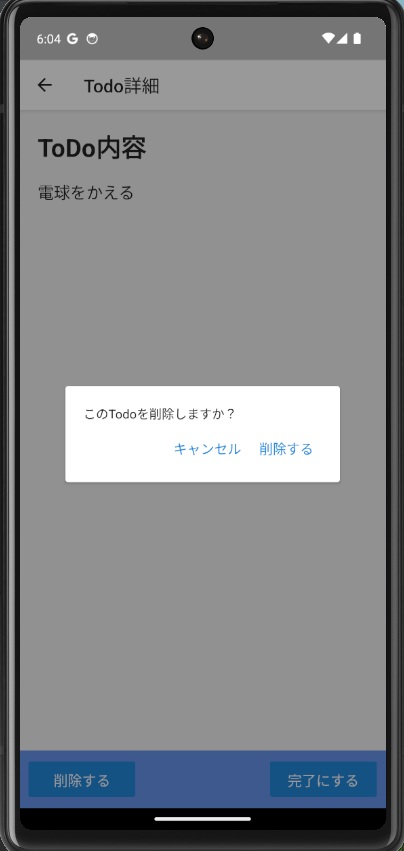 6:04
Todo詳細
ToDo内容
電球をかえる
このTodoを削除しますか？
キャンセル 削除する
削除する 完了にする